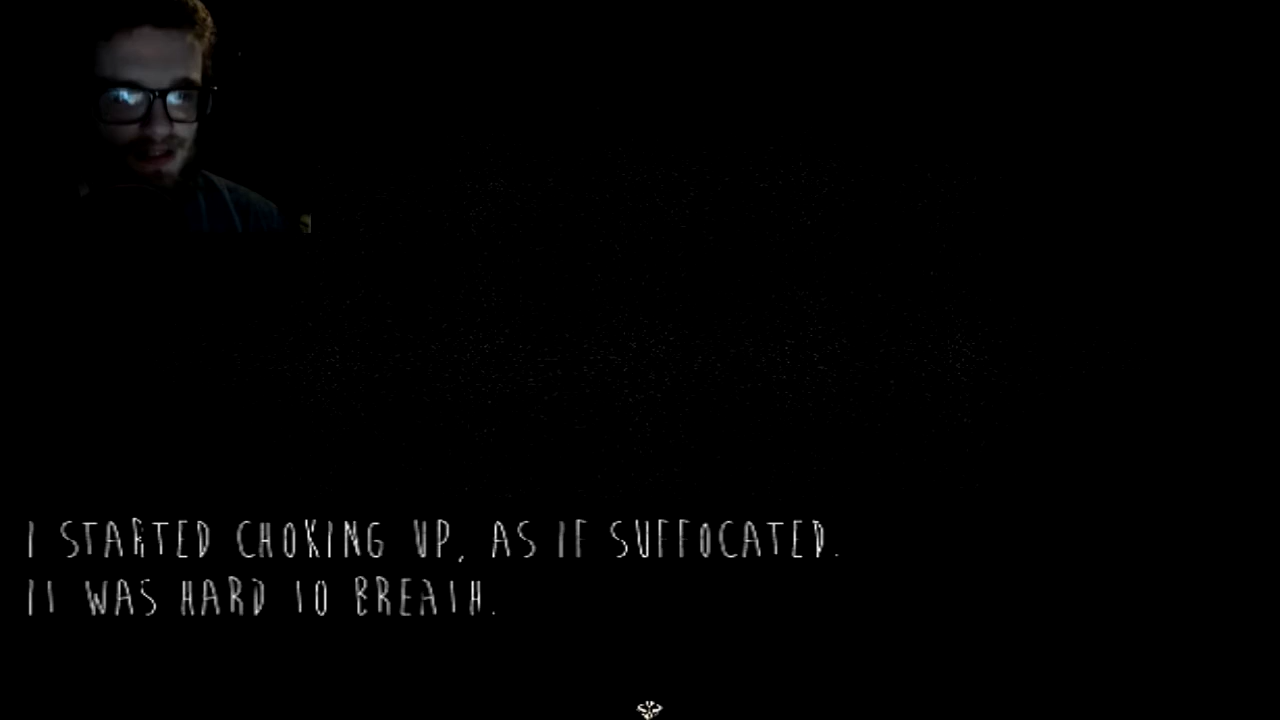 I STARTED CHOKING UP, AS IF SUFFOCATED.
IT WAS HARD TO BREATH.